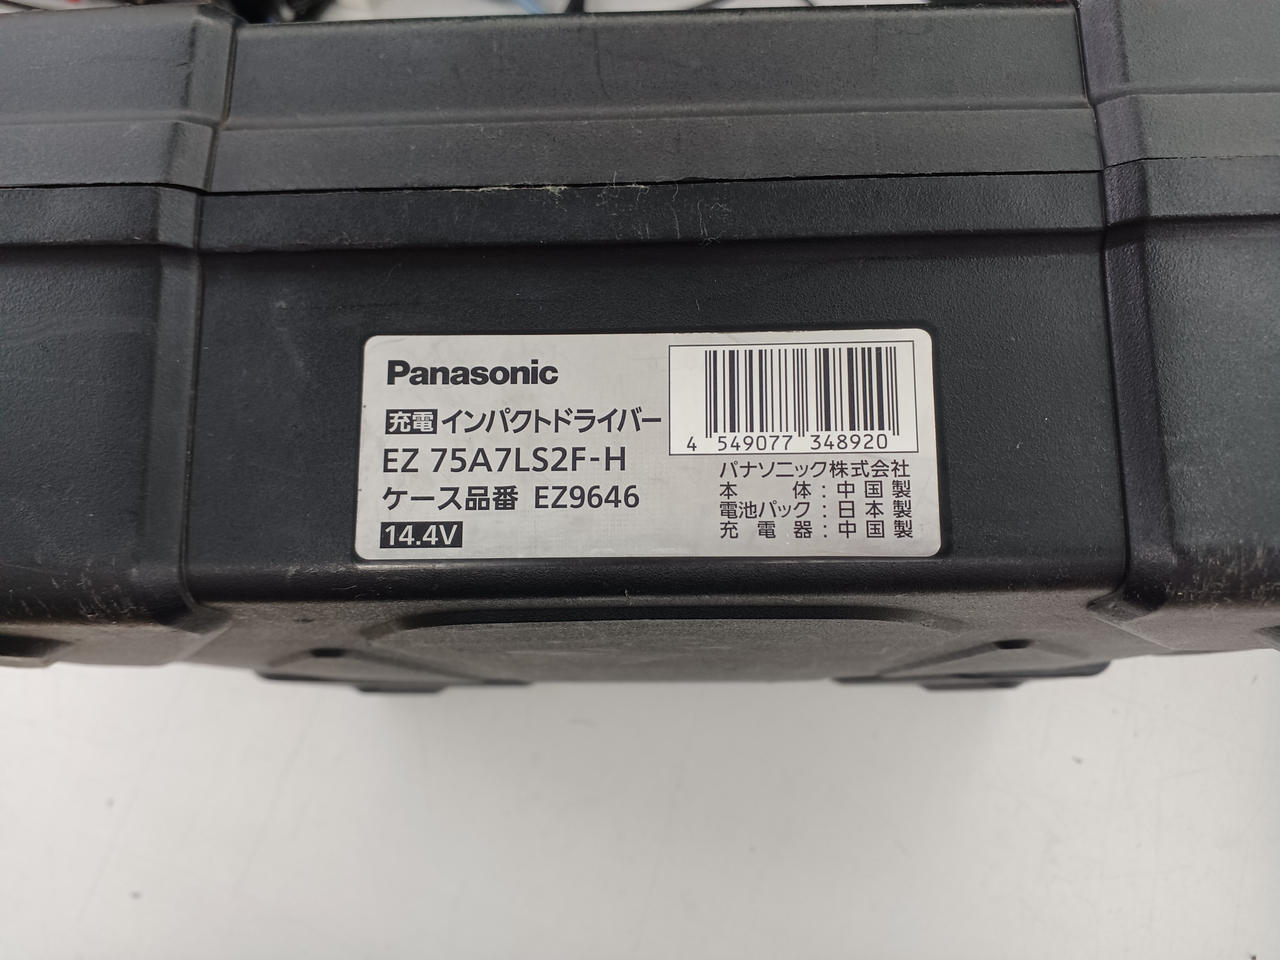 Panasonic
充電 インパクトドライバー
EZ 75A7LS2F-H
ケース品番 EZ9646
14.4V
4 549077 348920
パナソニック株式会社
本 体 : 中国製
電池パック : 日本製
充 電 器 : 中国製